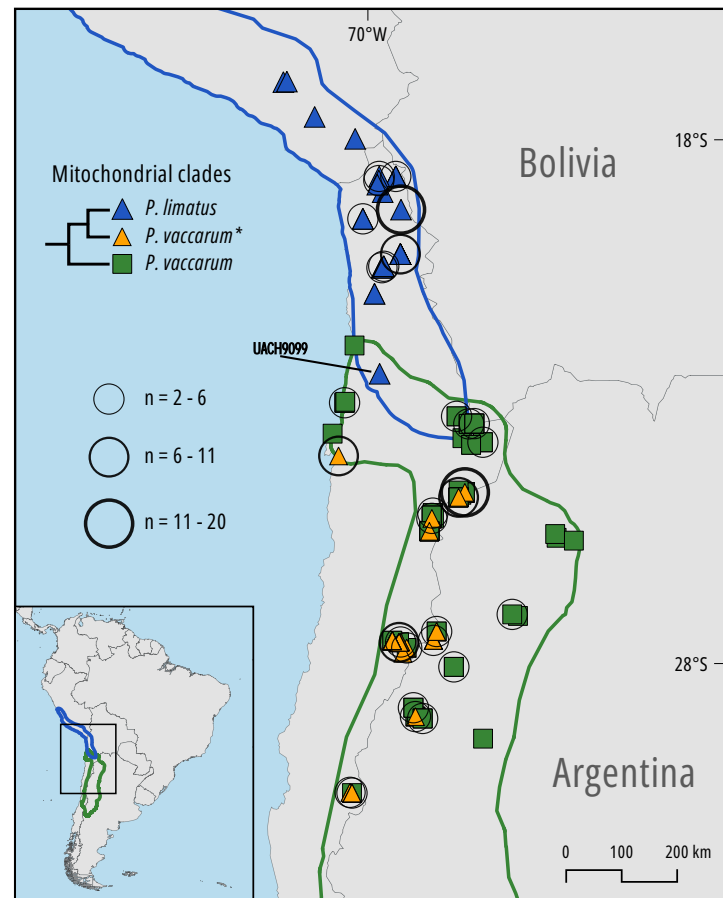 70°W
18°S
Bolivia
Mitochondrial clades
P. limatus
P. vaccarum*
P. vaccarum
UACH9099
n = 2 - 6
n = 6 - 11
n = 11 - 20
28°S
Argentina
0 100 200 km